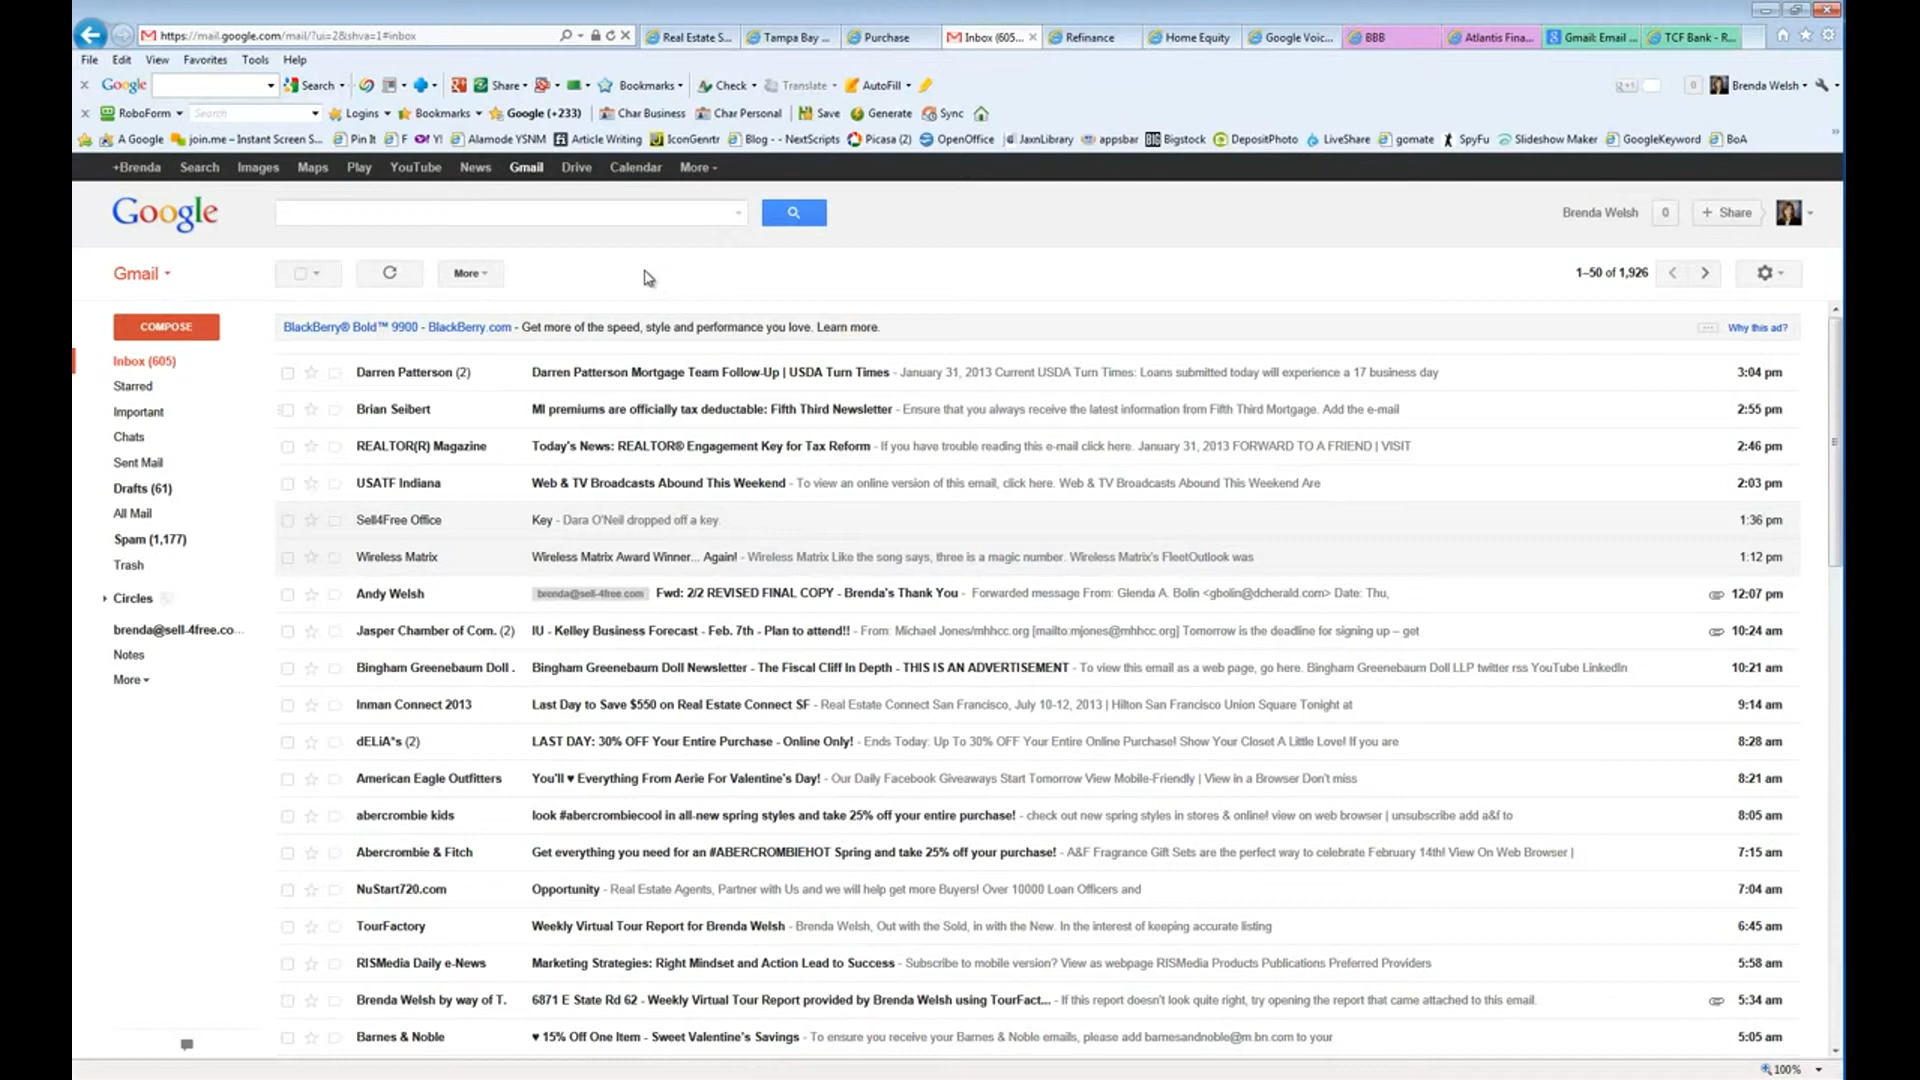 https://mail.google.com/mail/?ui=2&shva=1#inbox
Real Estate S...
Tampa Bay ...
Purchase
Inbox (605...
Refinance
Home Equity
Google Voic...
BBB
Atlantis Fina...
Gmail: Email ...
TCF Bank - R...
File Edit View Favorites Tools Help
Google Search Share Bookmarks Check Translate AutoFill Brenda Welsh
RoboForm Search Logins Bookmarks Google (+233) Char Business Char Personal Save Generate Sync
A Google join.me – Instant Screen S... Pin It F Y! Alamode YSNM Article Writing IconGenrtr Blog - - NextScripts Picasa (2) OpenOffice JaxnLibrary appsbar Bigstock DepositPhoto LiveShare gomate SpyFu Slideshow Maker GoogleKeyword BoA
+Brenda Search Images Maps Play YouTube News Gmail Drive Calendar More
Google
Brenda Welsh 0 + Share
Gmail
More
1–50 of 1,926
COMPOSE
Inbox (605)
Starred
Important
Chats
Sent Mail
Drafts (61)
All Mail
Spam (1,177)
Trash
Circles
brenda@sell-4free.co...
Notes
More
BlackBerry® Bold™ 9900 - BlackBerry.com - Get more of the speed, style and performance you love. Learn more. Why this ad?
Darren Patterson (2) Darren Patterson Mortgage Team Follow-Up | USDA Turn Times - January 31, 2013 Current USDA Turn Times: Loans submitted today will experience a 17 business day 3:04 pm
Brian Seibert MI premiums are officially tax deductable: Fifth Third Newsletter - Ensure that you always receive the latest information from Fifth Third Mortgage. Add the e-mail 2:55 pm
REALTOR(R) Magazine Today's News: REALTOR® Engagement Key for Tax Reform - If you have trouble reading this e-mail click here. January 31, 2013 FORWARD TO A FRIEND | VISIT 2:46 pm
USATF Indiana Web & TV Broadcasts Abound This Weekend - To view an online version of this email, click here. Web & TV Broadcasts Abound This Weekend Are 2:03 pm
Sell4Free Office Key - Dara O'Neil dropped off a key. 1:36 pm
Wireless Matrix Wireless Matrix Award Winner... Again! - Wireless Matrix Like the song says, three is a magic number. Wireless Matrix's FleetOutlook was 1:12 pm
Andy Welsh brenda@sell-4free.com Fwd: 2/2 REVISED FINAL COPY - Brenda's Thank You - Forwarded message From: Glenda A. Bolin <gbolin@dcherald.com> Date: Thu, 12:07 pm
Jasper Chamber of Com. (2) IU - Kelley Business Forecast - Feb. 7th - Plan to attend!! - From: Michael Jones/mhhcc.org [mailto:mjones@mhhcc.org] Tomorrow is the deadline for signing up – get 10:24 am
Bingham Greenebaum Doll . Bingham Greenebaum Doll Newsletter - The Fiscal Cliff In Depth - THIS IS AN ADVERTISEMENT - To view this email as a web page, go here. Bingham Greenebaum Doll LLP twitter rss YouTube LinkedIn 10:21 am
Inman Connect 2013 Last Day to Save $550 on Real Estate Connect SF - Real Estate Connect San Francisco, July 10-12, 2013 | Hilton San Francisco Union Square Tonight at 9:14 am
dELiA*s (2) LAST DAY: 30% OFF Your Entire Purchase - Online Only! - Ends Today: Up To 30% OFF Your Entire Online Purchase! Show Your Closet A Little Love! If you are 8:28 am
American Eagle Outfitters You'll ♥ Everything From Aerie For Valentine's Day! - Our Daily Facebook Giveaways Start Tomorrow View Mobile-Friendly | View in a Browser Don't miss 8:21 am
abercrombie kids look #abercrombiecool in all-new spring styles and take 25% off your entire purchase! - check out new spring styles in stores & online! view on web browser | unsubscribe add a&f to 8:05 am
Abercrombie & Fitch Get everything you need for an #ABERCROMBIEHOT Spring and take 25% off your purchase! - A&F Fragrance Gift Sets are the perfect way to celebrate February 14th! View On Web Browser | 7:15 am
NuStart720.com Opportunity - Real Estate Agents, Partner with Us and we will help get more Buyers! Over 10000 Loan Officers and 7:04 am
TourFactory Weekly Virtual Tour Report for Brenda Welsh - Brenda Welsh, Out with the Sold, in with the New. In the interest of keeping accurate listing 6:45 am
RISMedia Daily e-News Marketing Strategies: Right Mindset and Action Lead to Success - Subscribe to mobile version? View as webpage RISMedia Products Publications Preferred Providers 5:58 am
Brenda Welsh by way of T. 6871 E State Rd 62 - Weekly Virtual Tour Report provided by Brenda Welsh using TourFact... - If this report doesn't look quite right, try opening the report that came attached to this email. 5:34 am
Barnes & Noble ♥ 15% Off One Item - Sweet Valentine's Savings - To ensure you receive your Barnes & Noble emails, please add barnesandnoble@m.bn.com to your 5:05 am
100%